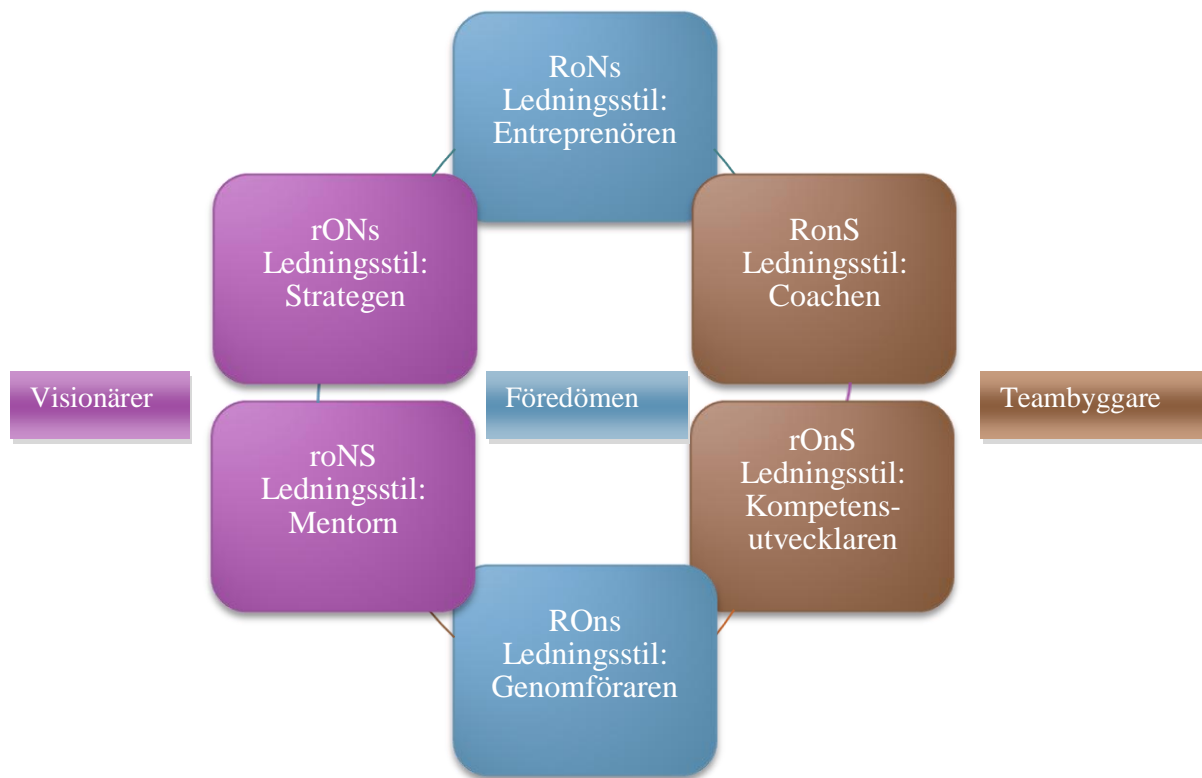 RoNs
Ledningsstil:
Entreprenören
rONs
Ledningsstil:
Strategen
RonS
Ledningsstil:
Coachen
Visionärer
Föredömen
Teambyggare
roNS
Ledningsstil:
Mentorn
rOnS
Ledningsstil:
Kompetens-
utvecklaren
ROns
Ledningsstil:
Genomföraren